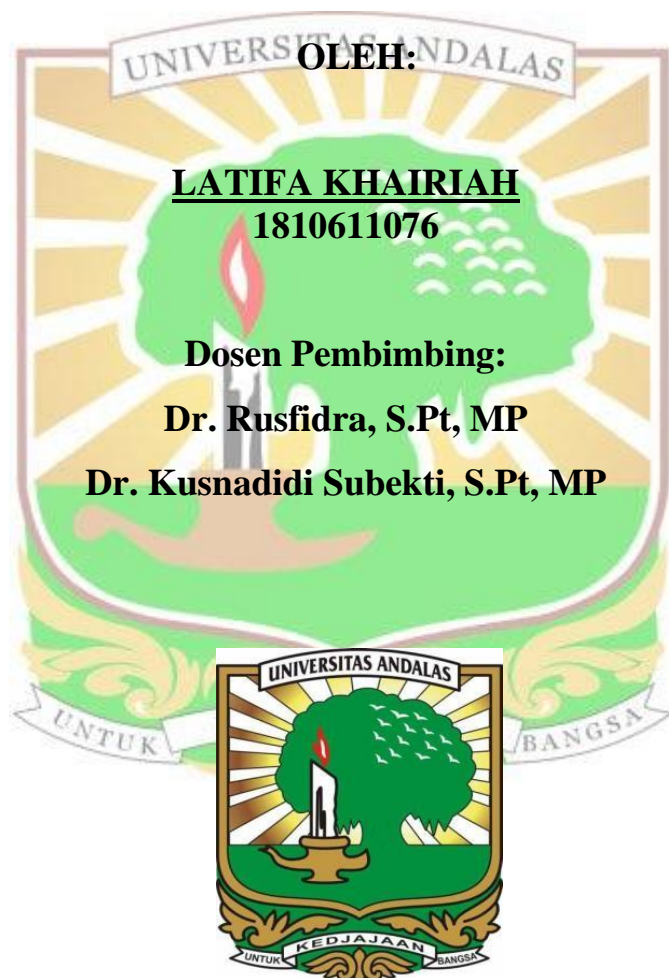 UNIVERSITAS ANDALAS
OLEH:
LATIFA KHAIRIAH
1810611076
Dosen Pembimbing:
Dr. Rusfidra, S.Pt, MP
Dr. Kusnadidi Subekti, S.Pt, MP
UNIVERSITAS ANDALAS
UNTUK
BANGSA
UNTUK
KEDJAJAAN
BANGSA